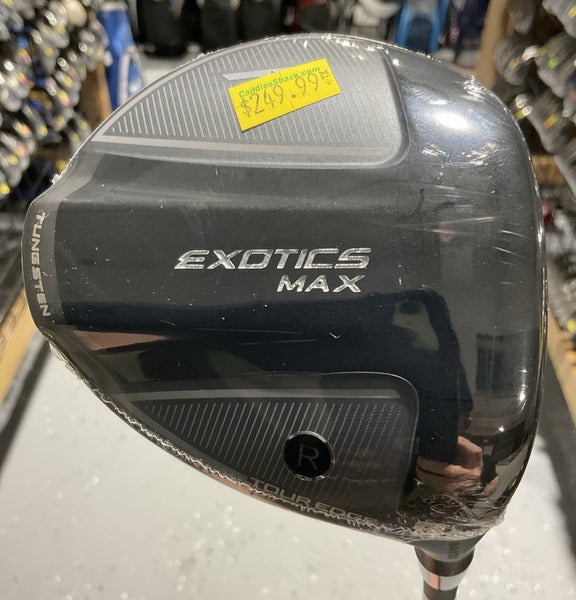 CaddiesShack.com
$249.99
TUNGSTEN
EXOTICS
MAX
R
TOUR EDGE